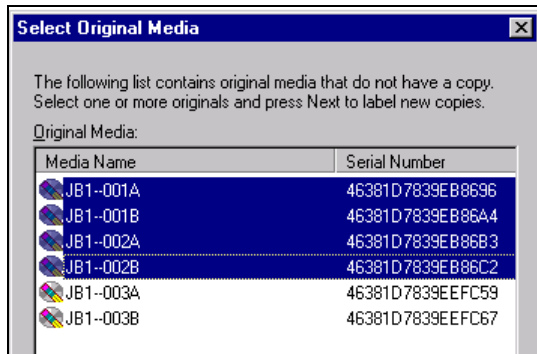 Select Original Media
The following list contains original media that do not have a copy.
Select one or more originals and press Next to label new copies.
Original Media:
Media Name Serial Number
JB1--001A 46381D7839EB8696
JB1--001B 46381D7839EB86A4
JB1--002A 46381D7839EB86B3
JB1--002B 46381D7839EB86C2
JB1--003A 46381D7839EEFC59
JB1--003B 46381D7839EEFC67